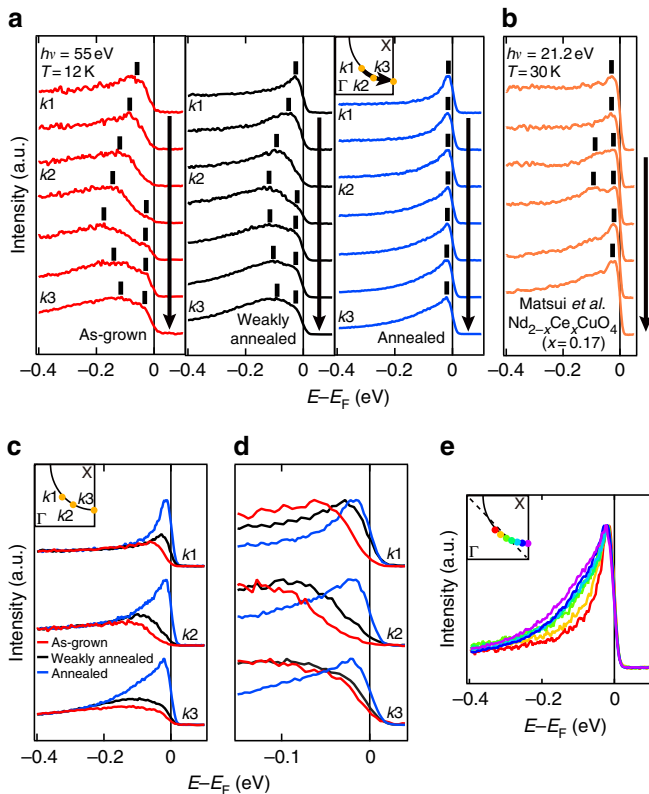 a
hν = 55 eV
T = 12 K
k1
k2
k3
As-grown
k1
k2
k3
Weakly
annealed
X
k1 k3
Γ k2
k1
k2
k3
Annealed
Intensity (a.u.)
−0.4 −0.2 0
−0.4 −0.2 0
−0.4 −0.2 0
E–EF (eV)
b
hν = 21.2 eV
T = 30 K
Matsui et al.
Nd2−xCexCuO4
(x = 0.17)
−0.4 −0.2 0
E–EF (eV)
c
X
k1 k3
Γ k2
k1
k2
As-grown
Weakly annealed
Annealed
k3
Intensity (a.u.)
−0.4 −0.2 0
d
k1
k2
k3
−0.1 0
E–EF (eV)
e
X
Γ
Intensity (a.u.)
−0.4 −0.2 0
E–EF (eV)